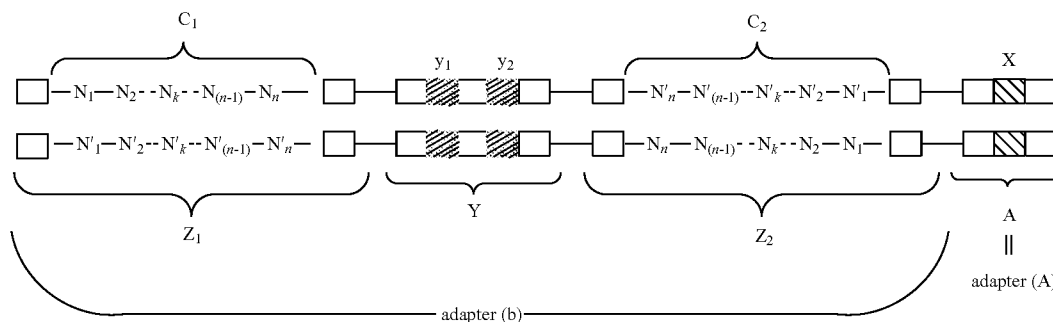 C₁ C₂
y₁ y₂ X
N₁ N₂ Nₖ N₍ₙ₋₁₎ Nₙ N'ₙ N'₍ₙ₋₁₎ N'ₖ N'₂ N'₁
N'₁ N'₂ N'ₖ N'₍ₙ₋₁₎ N'ₙ Nₙ N₍ₙ₋₁₎ Nₖ N₂ N₁
Z₁ Y Z₂ A
adapter (A)
adapter (b)